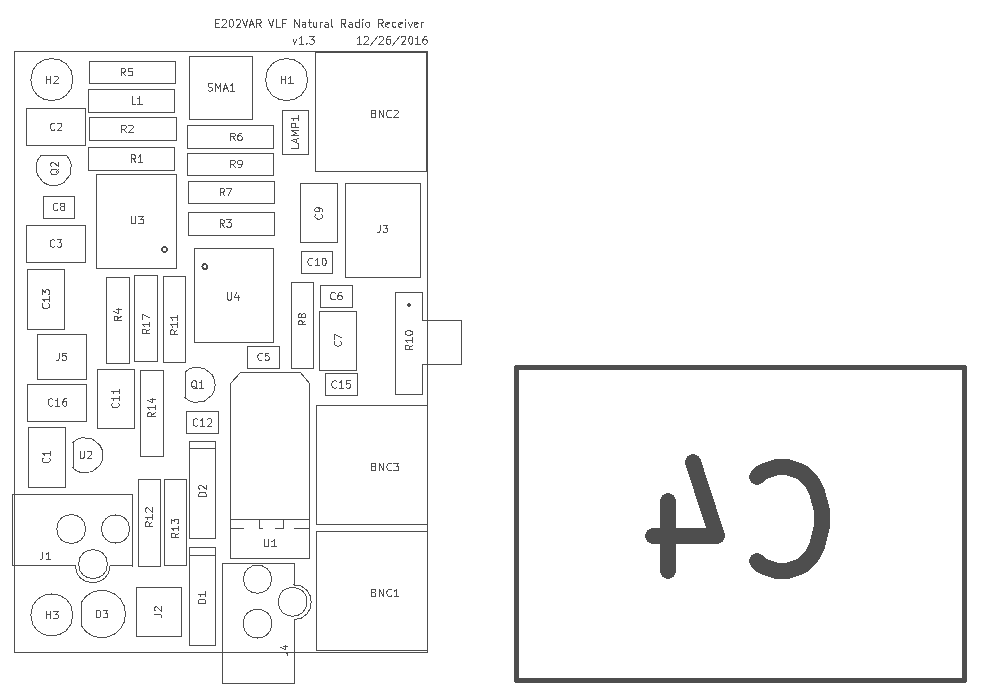 E202VAR VLF Natural Radio Receiver
v1.3 12/26/2016
H2 R5 SMA1 H1 BNC2
L1
C2 R2 LAMP1
R6
Q2 R1 R9
C8 U3 R7 C9 J3
C3 R3
C10
C13 R4 R17 R11 U4 R8 C6 R10
J5 C5 C7
C16 C11 R14 Q1 C15
C12
C1 U2 D2 BNC3
R12 R13
J1 U1
H3 D3 J2 D1 J4 BNC1
C4